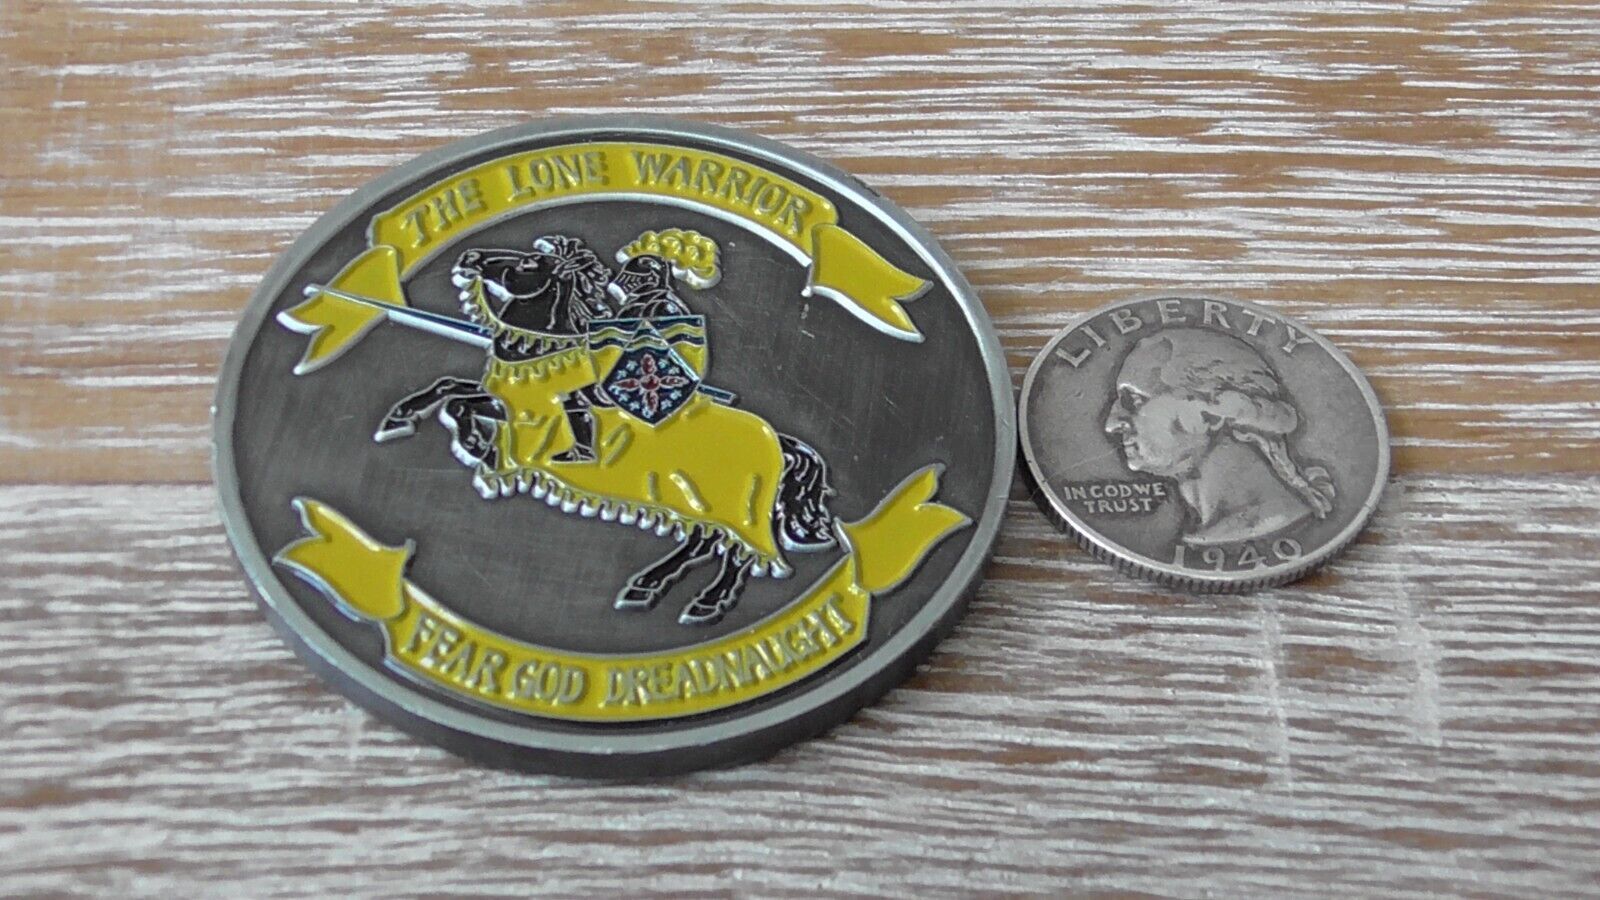 THE LONE WARRIOR
FEAR GOD DREADNAUGHT
LIBERTY
IN GOD WE
TRUST
1940